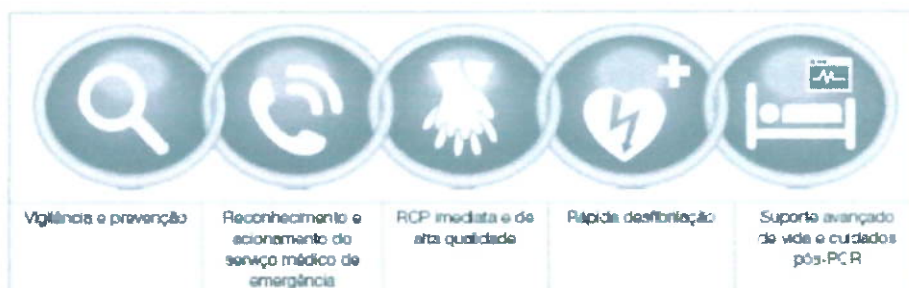 Vigilância e prevenção
Reconhecimento e
acionamento do
serviço médico de
emergência
RCP imediata e de
alta qualidade
Rápida desfibrilação
Suporte avançado
de vida e cuidados
pós-PCR